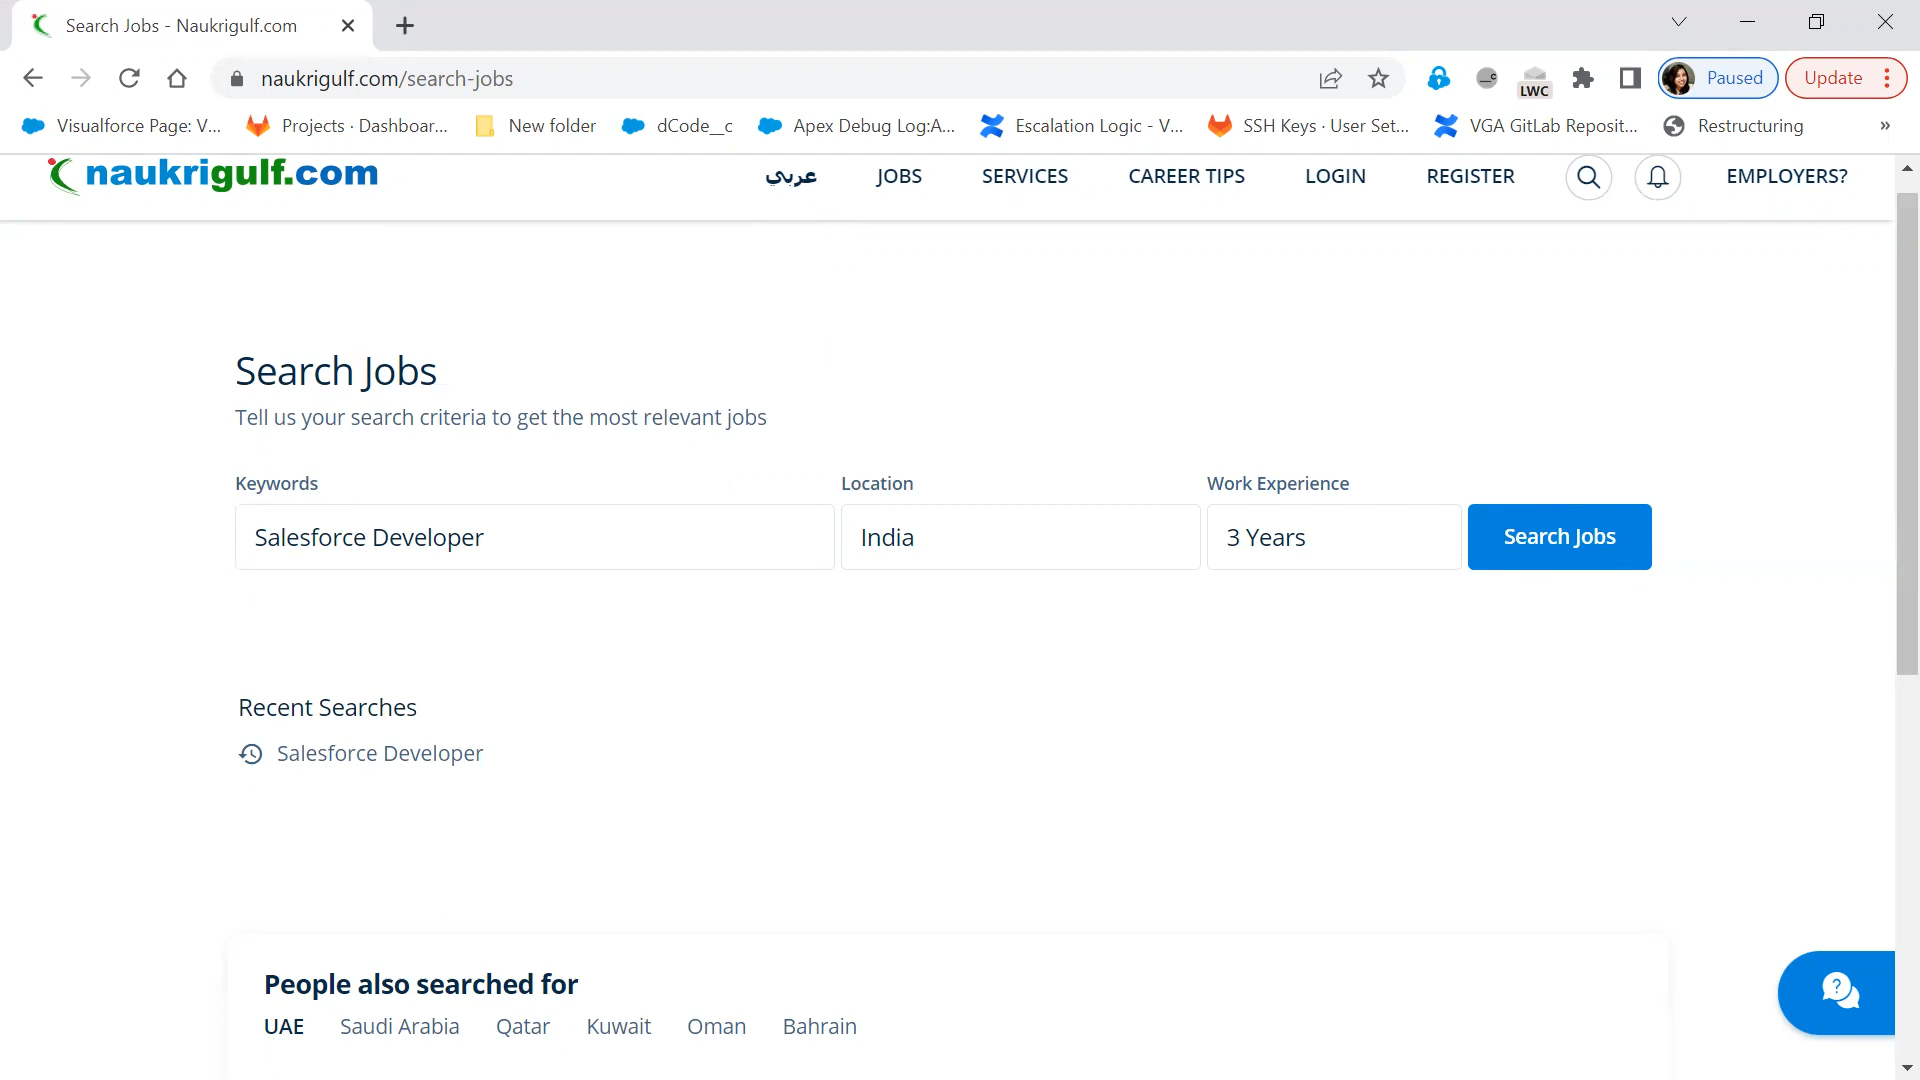 Search Jobs - Naukrigulf.com
naukrigulf.com/search-jobs
LWC
Paused
Update
Visualforce Page: V...
Projects · Dashboar...
New folder
dCode__c
Apex Debug Log:A...
Escalation Logic - V...
SSH Keys · User Set...
VGA GitLab Reposit...
Restructuring
»
naukrigulf.com
عربي
JOBS
SERVICES
CAREER TIPS
LOGIN
REGISTER
EMPLOYERS?
Search Jobs
Tell us your search criteria to get the most relevant jobs
Keywords
Location
Work Experience
Salesforce Developer
India
3 Years
Search Jobs
Recent Searches
Salesforce Developer
People also searched for
UAE
Saudi Arabia
Qatar
Kuwait
Oman
Bahrain